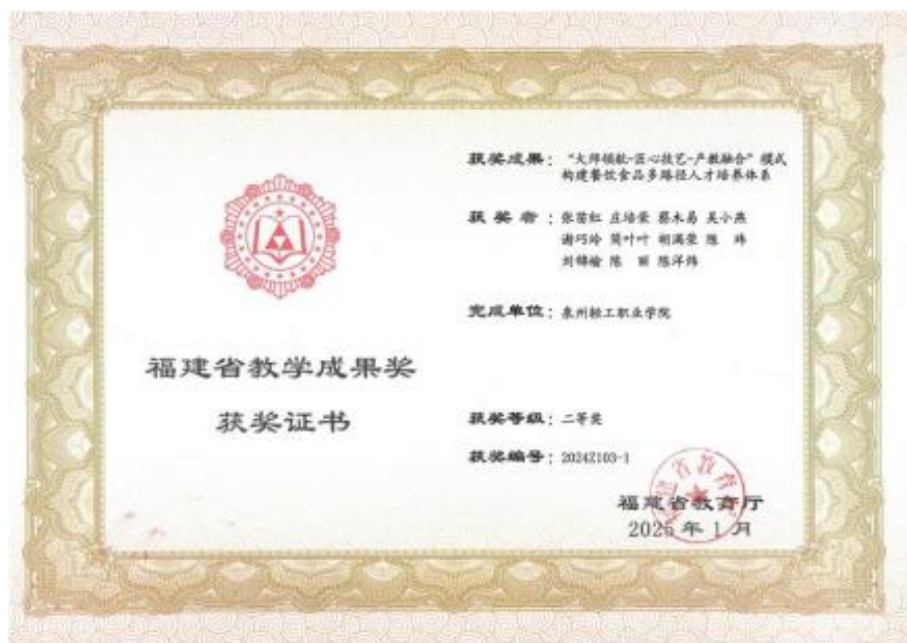 福建省教学成果奖
获奖证书
获奖成果：“大师领航-匠心技艺-产教融合”模式
构建餐饮食品多路径人才培养体系
获 奖 者：张苗红 庄培荣 蔡木易 吴小燕
谢巧玲 简叶叶 胡满荣 陈 玮
刘锦榆 陈 丽 陈洋炜
完成单位：泉州轻工职业学院
获奖等级：二等奖
获奖编号：2024Z103-1
福建省教育厅
2025年1月